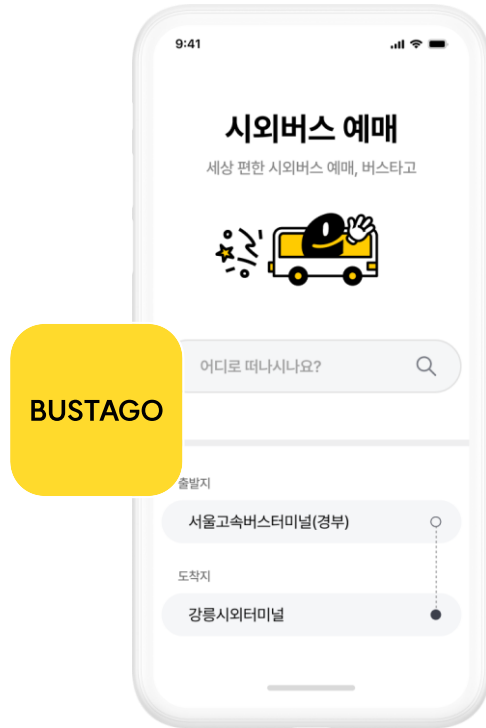 9:41
시외버스 예매
세상 편한 시외버스 예매, 버스타고
e
어디로 떠나시나요?
BUSTAGO
출발지
서울고속버스터미널(경부)
도착지
강릉시외터미널